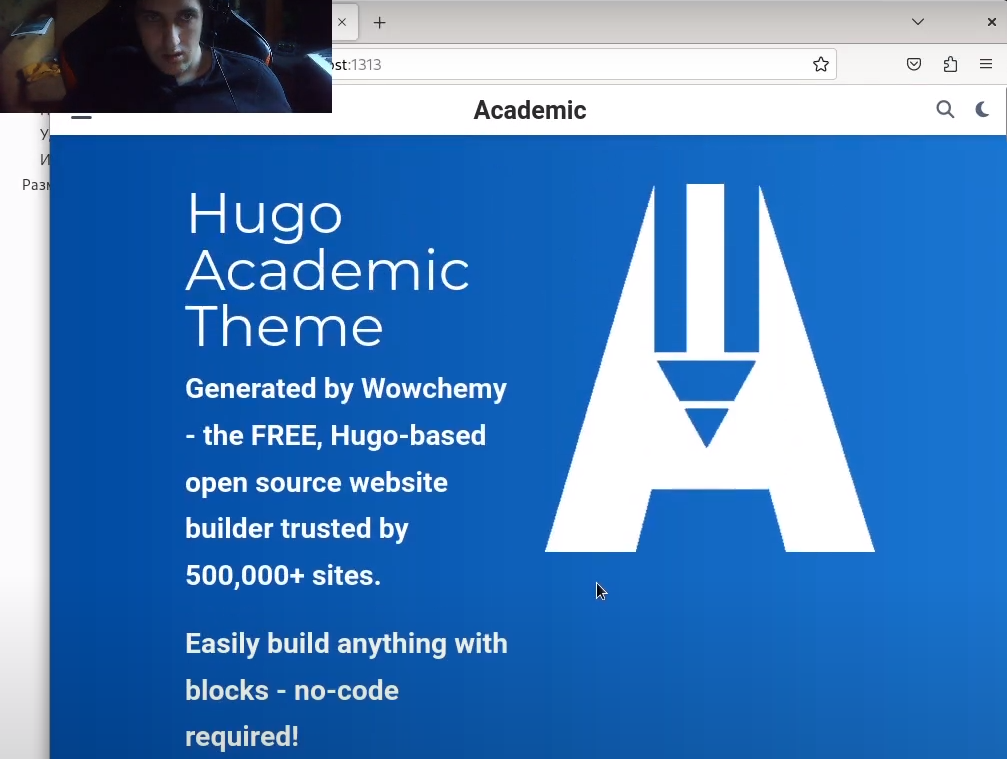 ost:1313
Academic
У
И
Разм
Hugo
Academic
Theme
Generated by Wowchemy
- the FREE, Hugo-based
open source website
builder trusted by
500,000+ sites.
Easily build anything with
blocks - no-code
required!